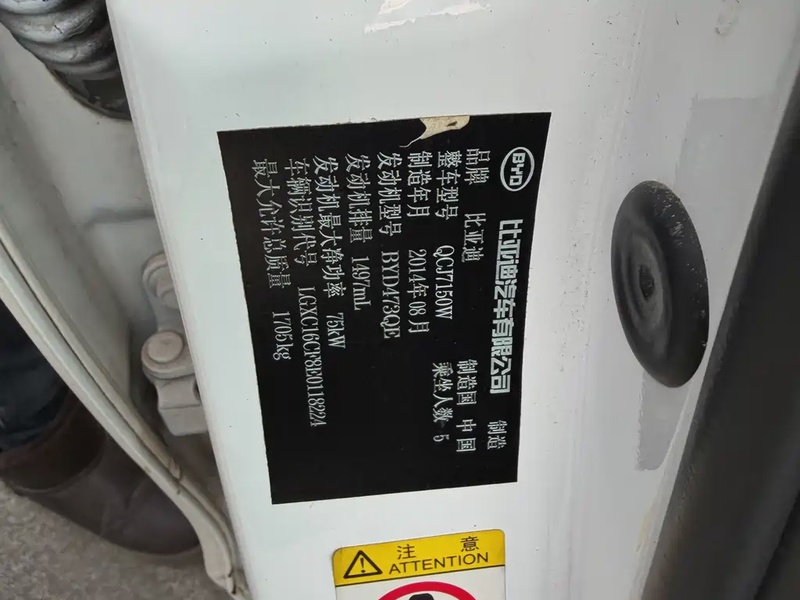 BYD 比亚迪汽车有限公司 制造
品牌 比亚迪 制造国 中国
整车型号 QCJ7150W 乘坐人数 5
制造年月 2014年08月
发动机型号 BYD473QE
发动机排量 1497mL
发动机最大净功率 75kW
车辆识别代号 LGXC16CF8E0118224
最大允许总质量 1705kg
注意
ATTENTION